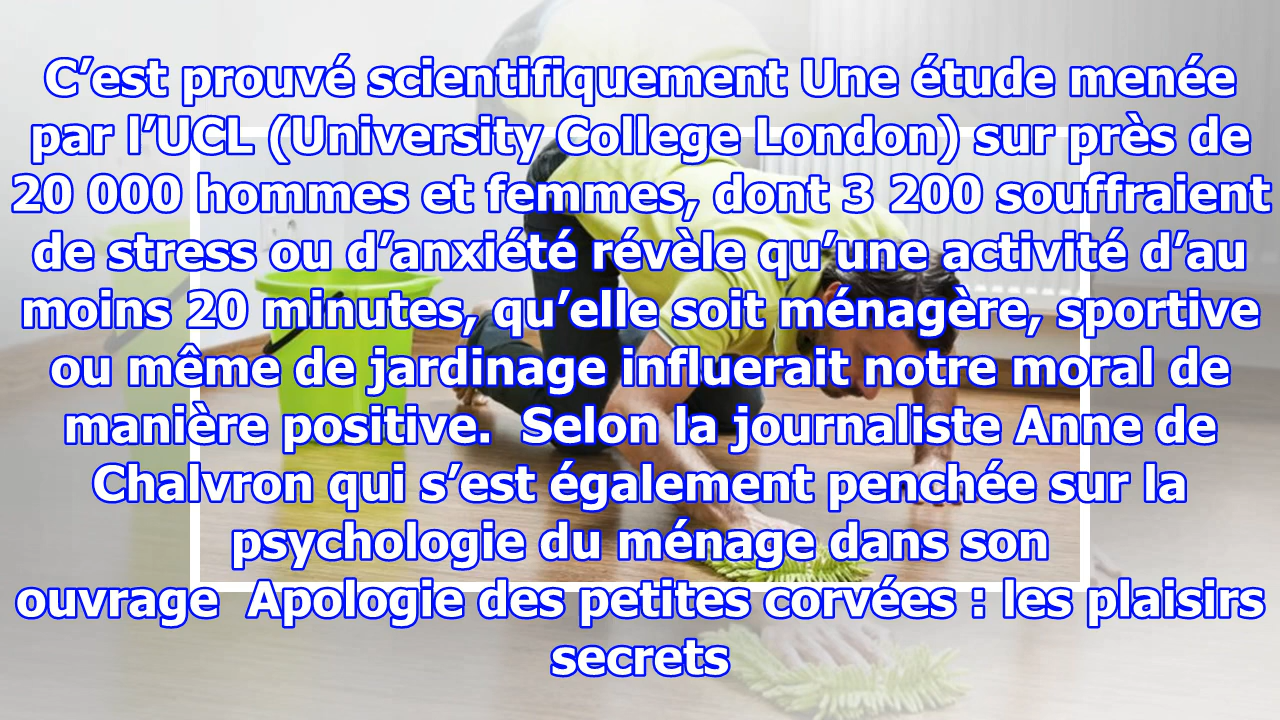 C’est prouvé scientifiquement Une étude menée
par l’UCL (University College London) sur près de
20 000 hommes et femmes, dont 3 200 souffraient
de stress ou d’anxiété révèle qu’une activité d’au
moins 20 minutes, qu’elle soit ménagère, sportive
ou même de jardinage influerait notre moral de
manière positive.  Selon la journaliste Anne de
Chalvron qui s’est également penchée sur la
psychologie du ménage dans son
ouvrage  Apologie des petites corvées : les plaisirs
secrets